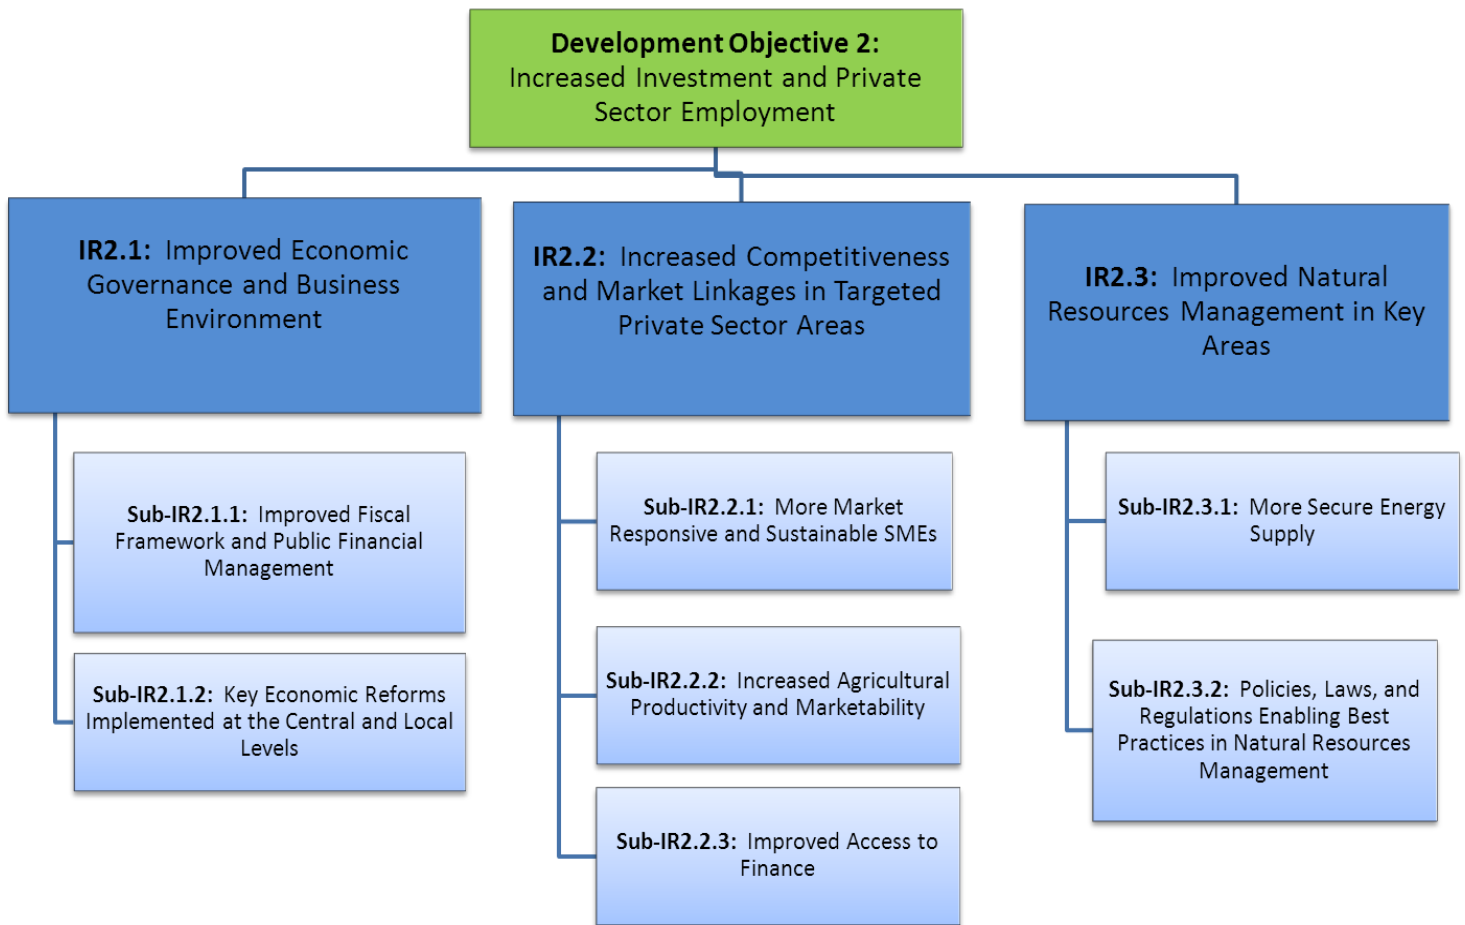 Development Objective 2:
Increased Investment and Private
Sector Employment
IR2.1: Improved Economic
Governance and Business
Environment
IR2.2: Increased Competitiveness
and Market Linkages in Targeted
Private Sector Areas
IR2.3: Improved Natural
Resources Management in Key
Areas
Sub-IR2.1.1: Improved Fiscal
Framework and Public Financial
Management
Sub-IR2.1.2: Key Economic Reforms
Implemented at the Central and Local
Levels
Sub-IR2.2.1: More Market
Responsive and Sustainable SMEs
Sub-IR2.2.2: Increased Agricultural
Productivity and Marketability
Sub-IR2.2.3: Improved Access to
Finance
Sub-IR2.3.1: More Secure Energy
Supply
Sub-IR2.3.2: Policies, Laws, and
Regulations Enabling Best
Practices in Natural Resources
Management